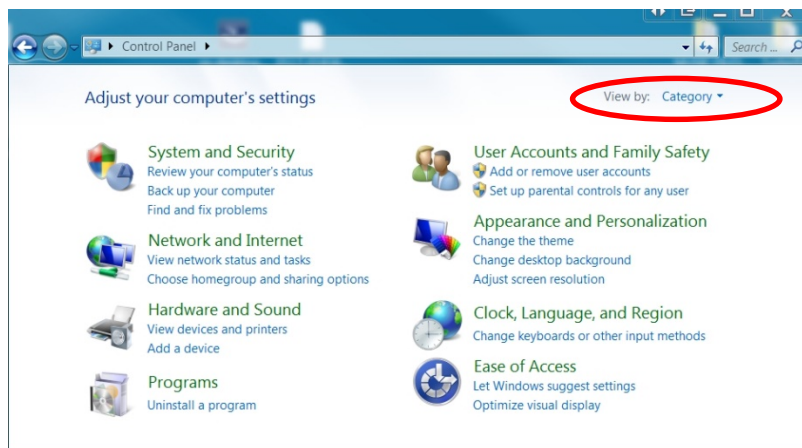 Control Panel
Search ...
Adjust your computer's settings
View by: Category
System and Security
Review your computer's status
Back up your computer
Find and fix problems
Network and Internet
View network status and tasks
Choose homegroup and sharing options
Hardware and Sound
View devices and printers
Add a device
Programs
Uninstall a program
User Accounts and Family Safety
Add or remove user accounts
Set up parental controls for any user
Appearance and Personalization
Change the theme
Change desktop background
Adjust screen resolution
Clock, Language, and Region
Change keyboards or other input methods
Ease of Access
Let Windows suggest settings
Optimize visual display